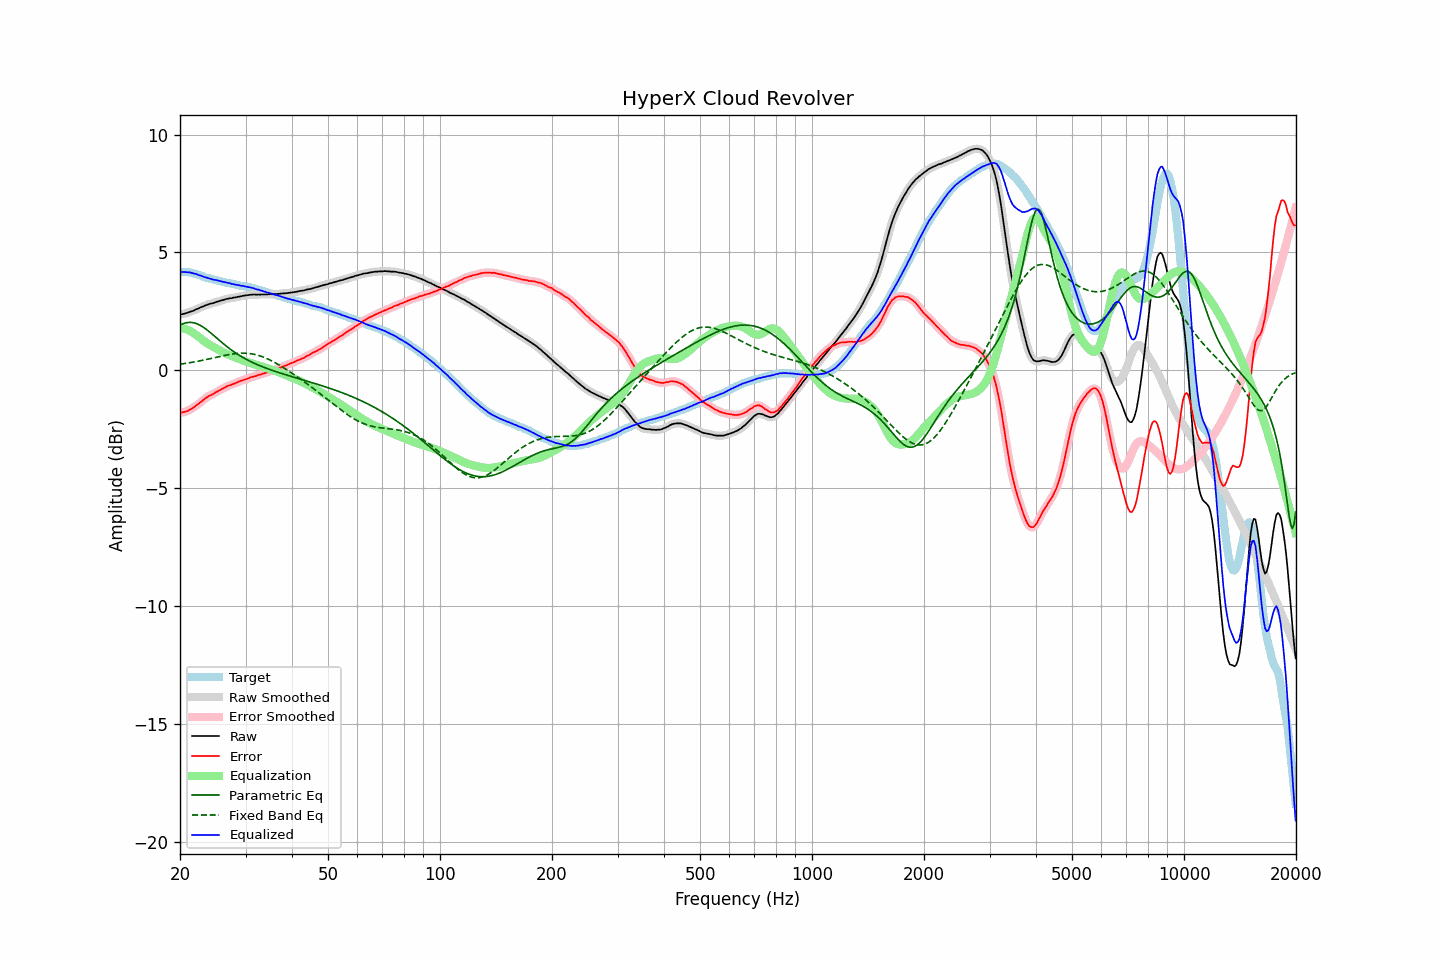 HyperX Cloud Revolver
10
5
0
−5
−10
−15
−20
Amplitude (dBr)
Target
Raw Smoothed
Error Smoothed
Raw
Error
Equalization
Parametric Eq
Fixed Band Eq
Equalized
20 50 100 200 500 1000 2000 5000 10000 20000
Frequency (Hz)